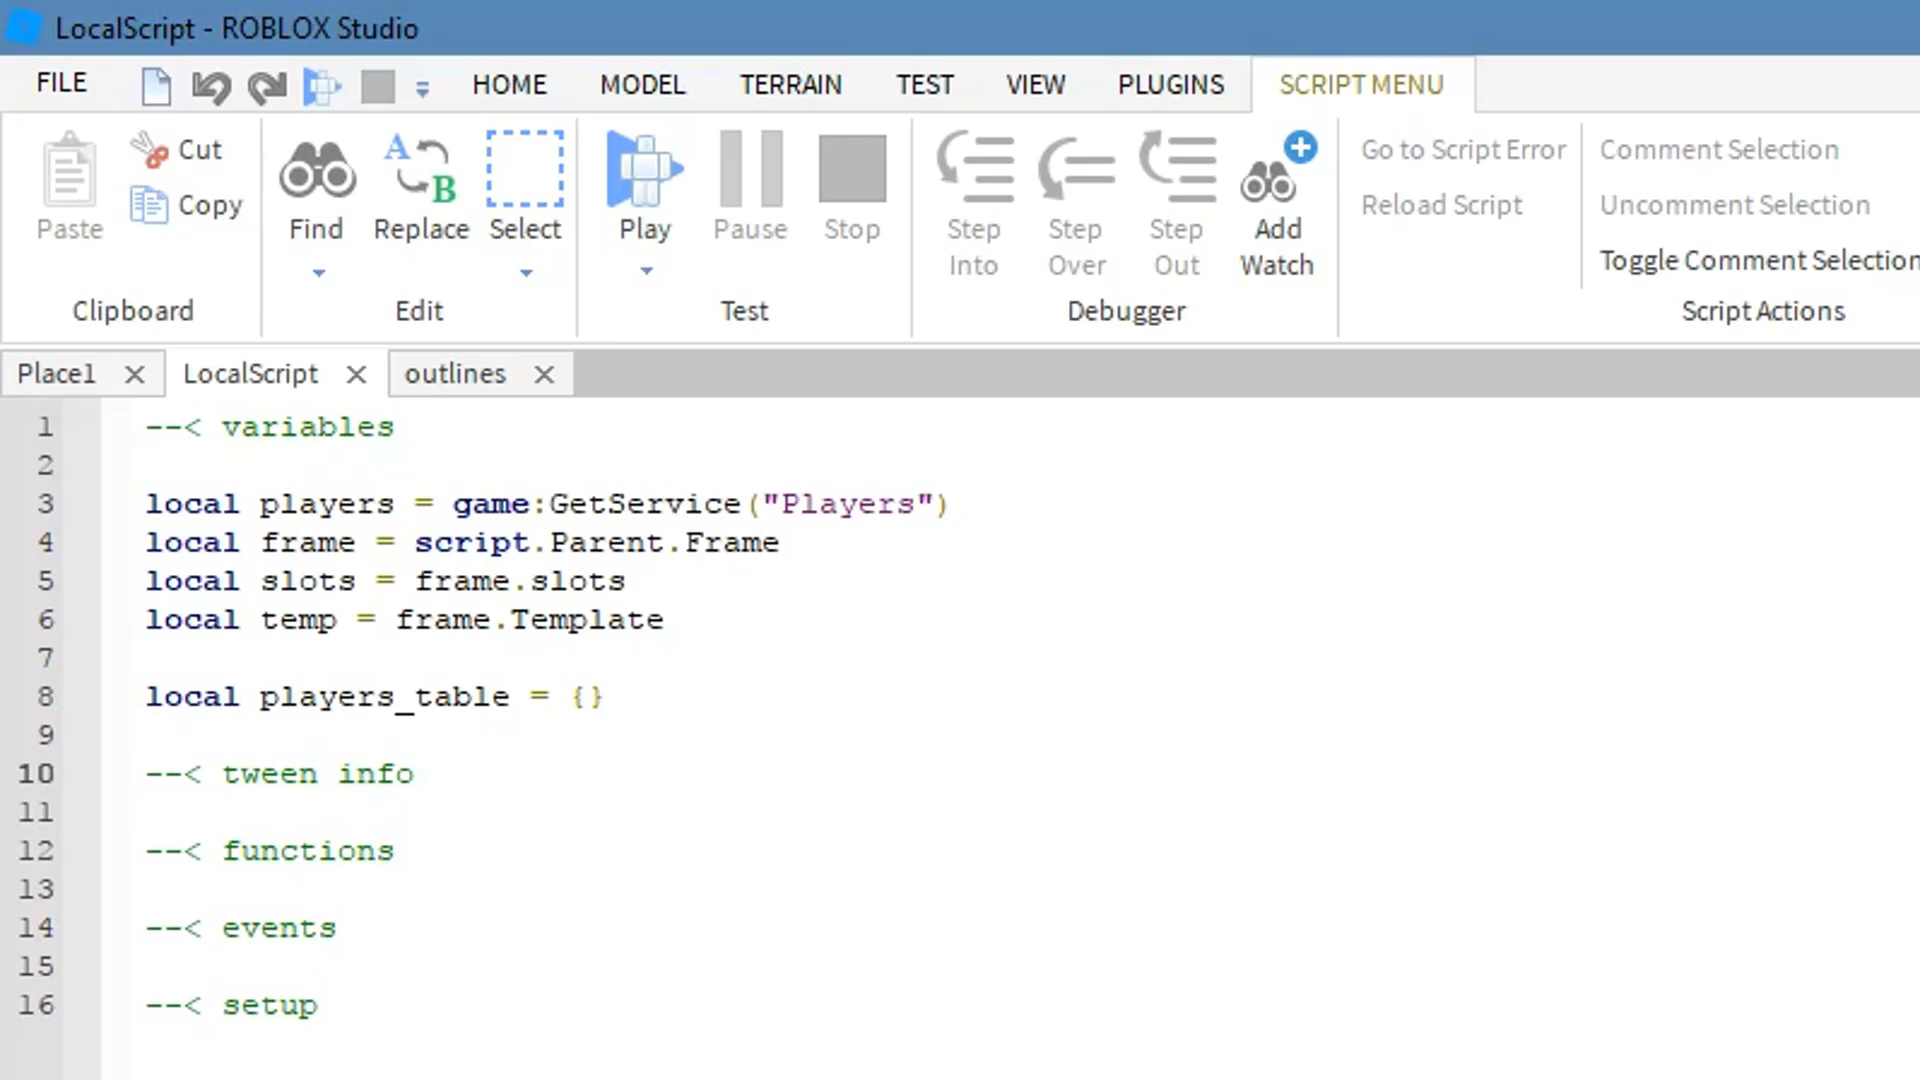 LocalScript - ROBLOX Studio
FILE HOME MODEL TERRAIN TEST VIEW PLUGINS SCRIPT MENU
Paste Cut Copy
Clipboard
Find Replace Select
Edit
Play Pause Stop
Test
Step Into Step Over Step Out Add Watch
Debugger
Go to Script Error
Reload Script
Comment Selection
Uncomment Selection
Toggle Comment Selection
Script Actions
Place1 LocalScript outlines
1 --< variables
2
3 local players = game:GetService("Players")
4 local frame = script.Parent.Frame
5 local slots = frame.slots
6 local temp = frame.Template
7
8 local players_table = {}
9
10 --< tween info
11
12 --< functions
13
14 --< events
15
16 --< setup